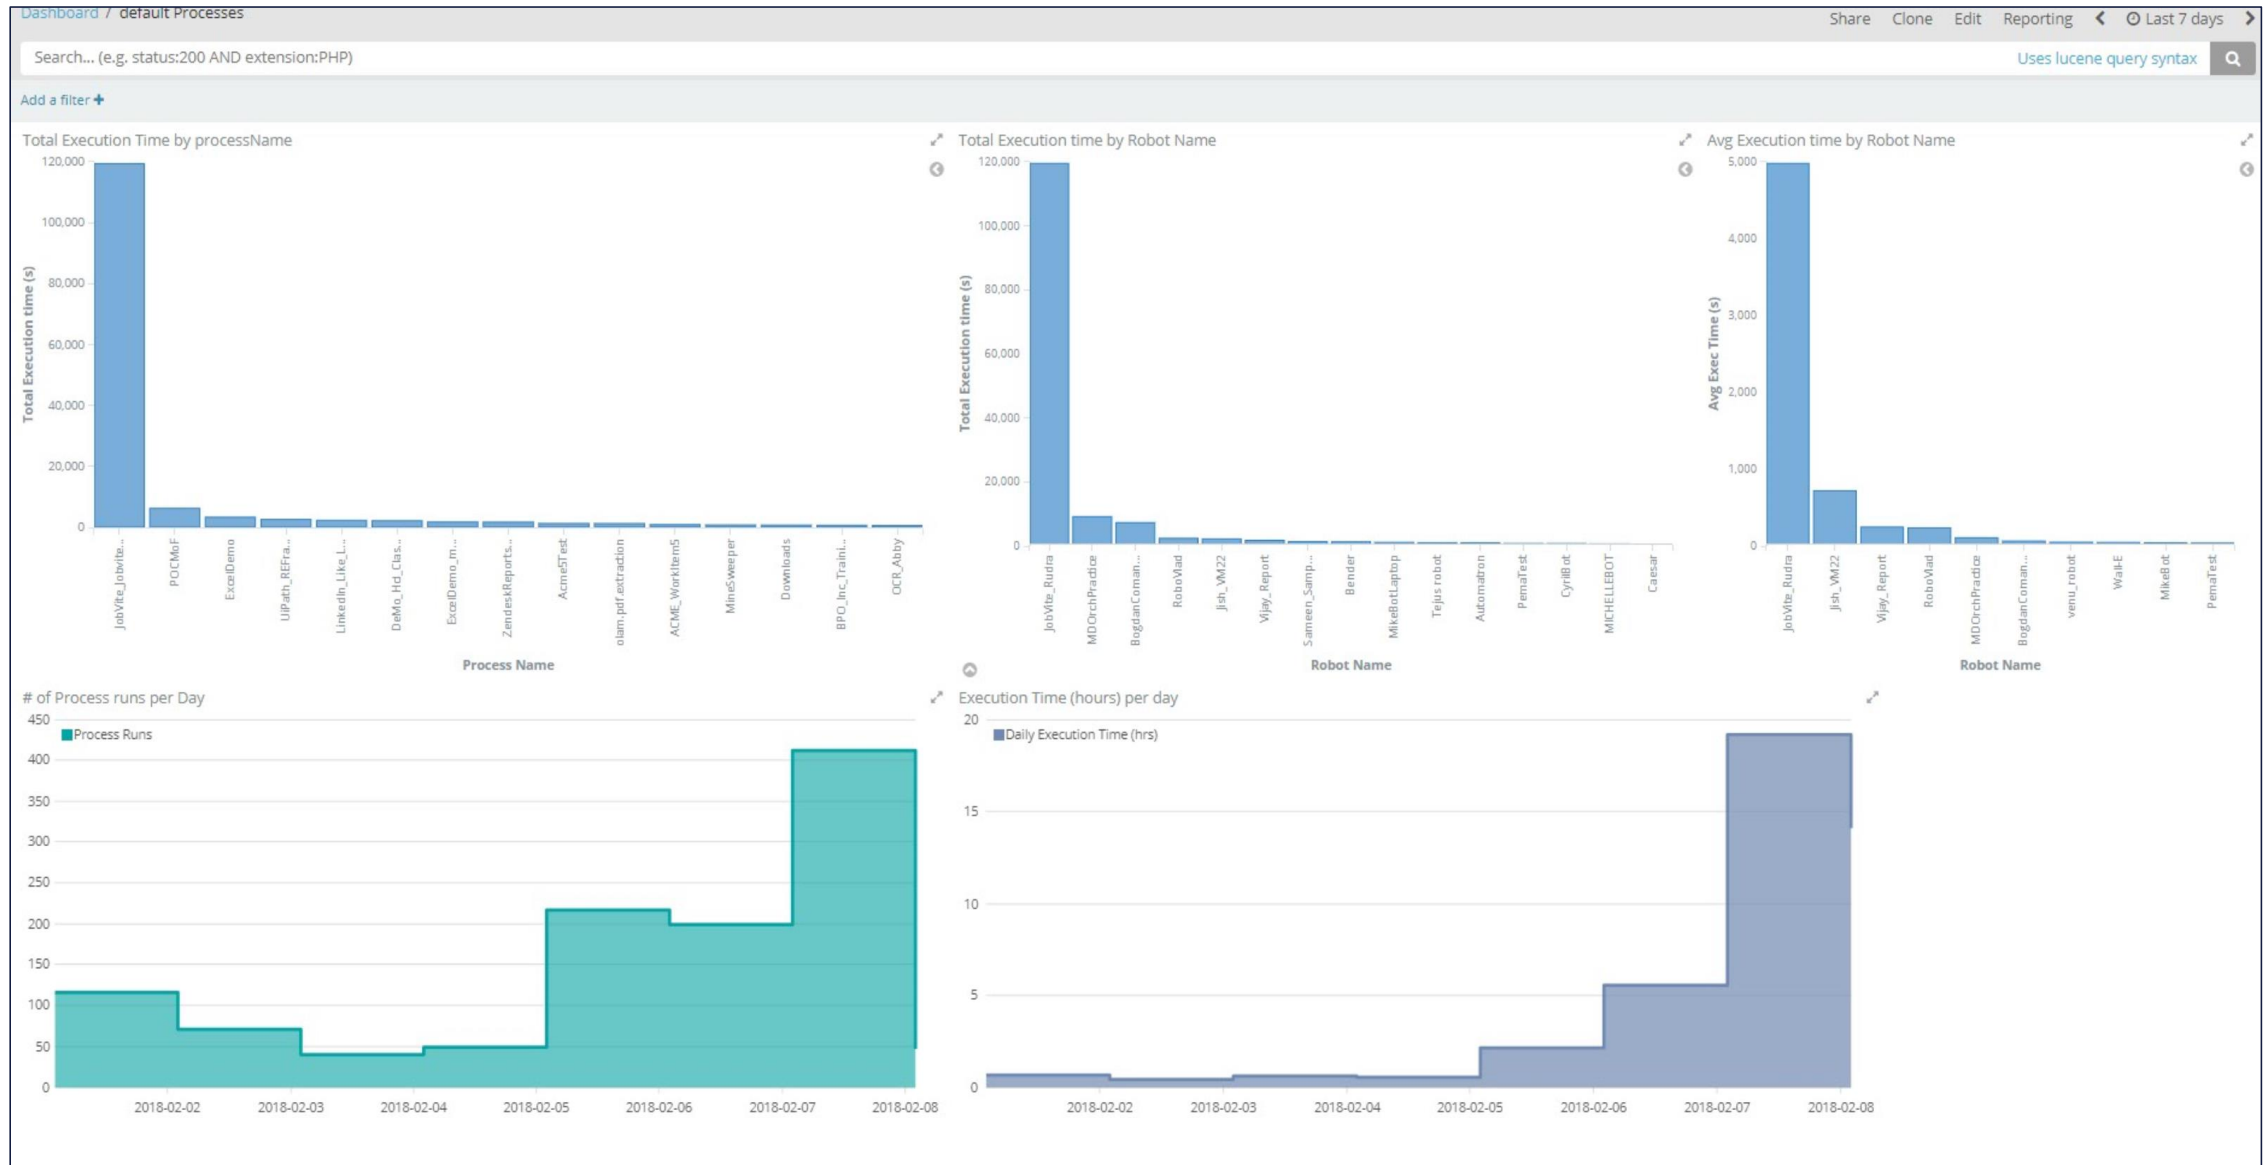 Dashboard / default Processes
Share Clone Edit Reporting Last 7 days
Search... (e.g. status:200 AND extension:PHP)
Uses lucene query syntax
Add a filter +
Total Execution Time by processName
120,000
100,000
80,000
60,000
40,000
20,000
0
Total Execution time (s)
JobVite_Jobvite...
POCMoF
ExcelDemo
UiPath_REFra...
LinkedIn_Like_L...
DeMo_Hd_Clas...
ExcelDemo_m...
ZendeskReports...
Acme5Test
olam.pdf.extraction
ACME_WorkItem5
MineSweeper
Downloads
BPO_Inc_Traini...
OCR_Abby
Process Name
Total Execution time by Robot Name
120,000
100,000
80,000
60,000
40,000
20,000
0
Total Execution time (s)
JobVite_Rudra
MDOrchPractice
BogdanComan...
RoboVlad
Jish_VM22
Vijay_Report
Sameen_Samp...
Bender
MikeBotLaptop
Tejus robot
Automatron
PemaTest
CyrilBot
MICHELLEBOT
Caesar
Robot Name
Avg Execution time by Robot Name
5,000
4,000
3,000
2,000
1,000
0
Avg Exec Time (s)
JobVite_Rudra
Jish_VM22
Vijay_Report
RoboVlad
MDOrchPractice
BogdanComan...
venu_robot
Wall-E
MikeBot
PemaTest
Robot Name
# of Process runs per Day
450
400
350
300
250
200
150
100
50
0
Process Runs
2018-02-02
2018-02-03
2018-02-04
2018-02-05
2018-02-06
2018-02-07
2018-02-08
Execution Time (hours) per day
20
15
10
5
0
Daily Execution Time (hrs)
2018-02-02
2018-02-03
2018-02-04
2018-02-05
2018-02-06
2018-02-07
2018-02-08